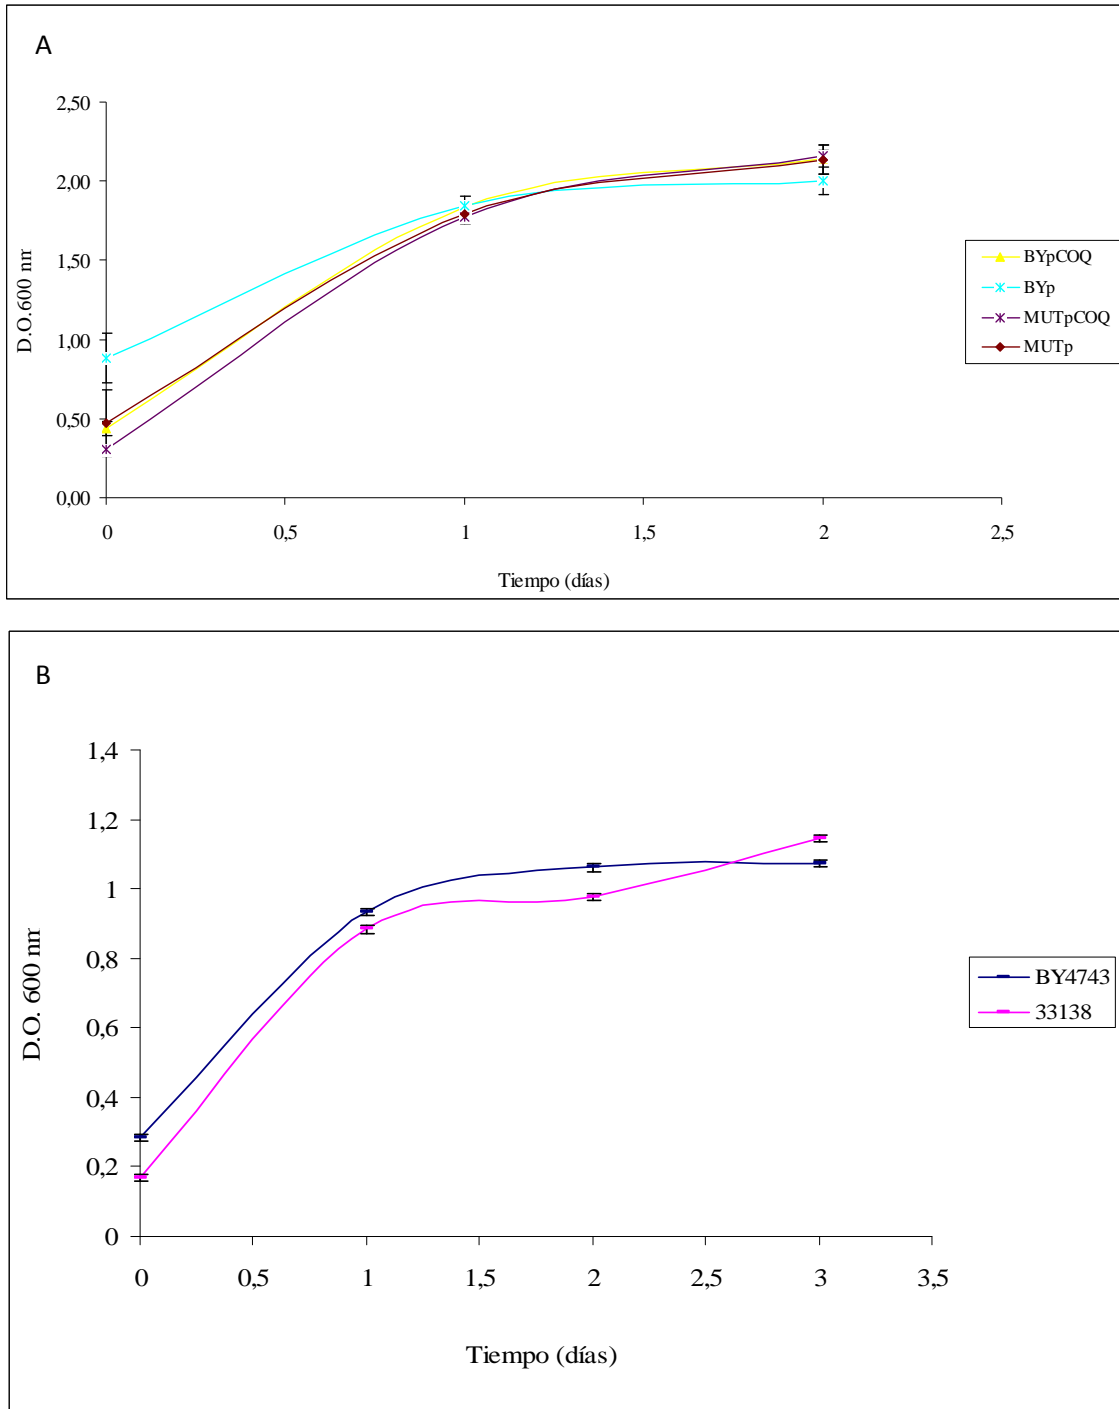 A
2,50
2,00
1,50
1,00
0,50
0,00
D.O.600 nm
0
0,5
1
1,5
2
2,5
Tiempo (días)
BYpCOQ
BYp
MUTpCOQ
MUTp
B
1,4
1,2
1
0,8
0,6
0,4
0,2
0
D.O. 600 nm
0
0,5
1
1,5
2
2,5
3
3,5
Tiempo (días)
BY4743
33138